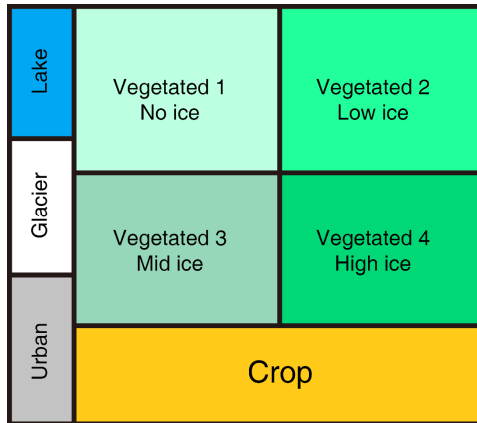 Lake
Vegetated 1
No ice
Vegetated 2
Low ice
Glacier
Vegetated 3
Mid ice
Vegetated 4
High ice
Urban
Crop